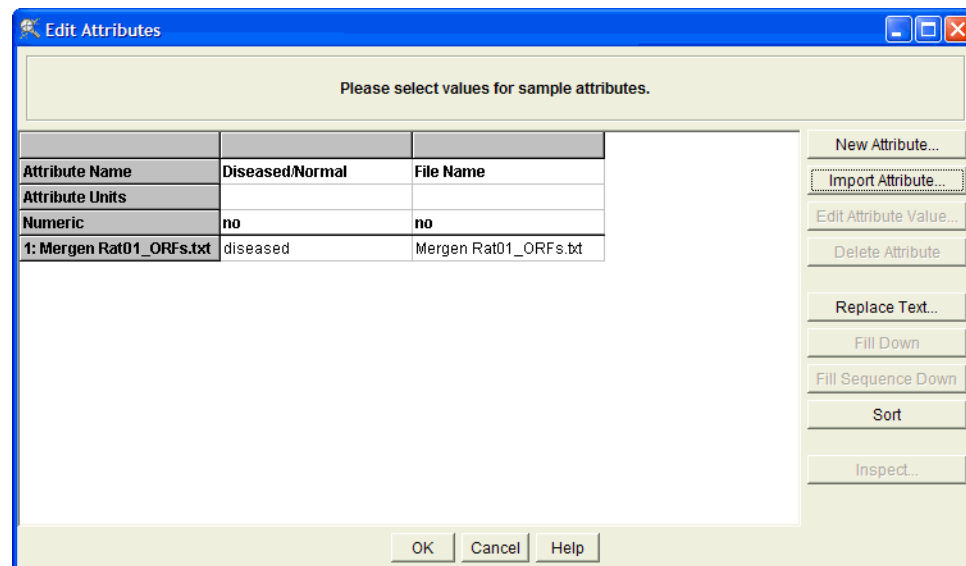 Edit Attributes
Please select values for sample attributes.
Attribute Name Diseased/Normal File Name
Attribute Units
Numeric no no
1: Mergen Rat01_ORFs.txt diseased Mergen Rat01_ORFs.txt
New Attribute...
Import Attribute...
Edit Attribute Value...
Delete Attribute
Replace Text...
Fill Down
Fill Sequence Down
Sort
Inspect...
OK Cancel Help